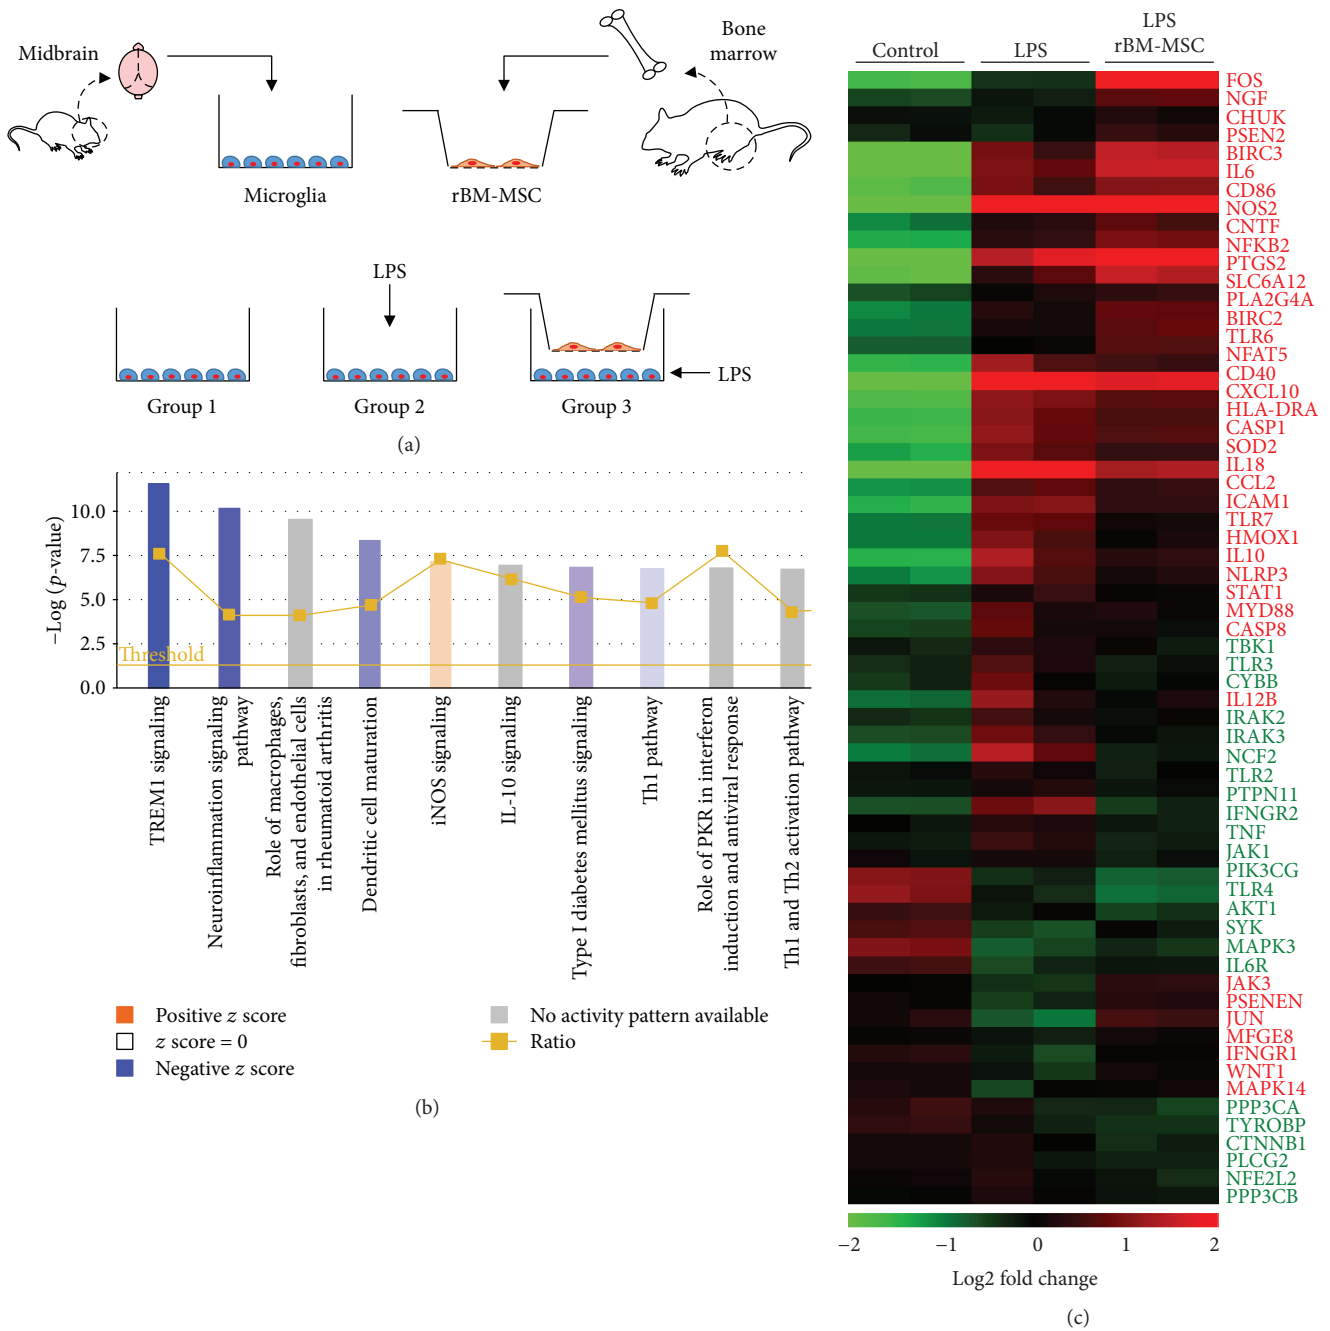 Midbrain
Bone
marrow
Microglia
rBM-MSC
LPS
LPS
Group 1
Group 2
Group 3
(a)
−Log (p-value)
10.0
7.5
5.0
2.5
0.0
Threshold
TREM1 signaling
Neuroinflammation signaling
pathway
Role of macrophages,
fibroblasts, and endothelial cells
in rheumatoid arthritis
Dendritic cell maturation
iNOS signaling
IL-10 signaling
Type I diabetes mellitus signaling
Th1 pathway
Role of PKR in interferon
induction and antiviral response
Th1 and Th2 activation pathway
Positive z score
z score = 0
Negative z score
No activity pattern available
Ratio
(b)
Control
LPS
LPS
rBM-MSC
FOS
NGF
CHUK
PSEN2
BIRC3
IL6
CD86
NOS2
CNTF
NFKB2
PTGS2
SLC6A12
PLA2G4A
BIRC2
TLR6
NFAT5
CD40
CXCL10
HLA-DRA
CASP1
SOD2
IL18
CCL2
ICAM1
TLR7
HMOX1
IL10
NLRP3
STAT1
MYD88
CASP8
TBK1
TLR3
CYBB
IL12B
IRAK2
IRAK3
NCF2
TLR2
PTPN11
IFNGR2
TNF
JAK1
PIK3CG
TLR4
AKT1
SYK
MAPK3
IL6R
JAK3
PSENEN
JUN
MFGE8
IFNGR1
WNT1
MAPK14
PPP3CA
TYROBP
CTNNB1
PLCG2
NFE2L2
PPP3CB
−2 −1 0 1 2
Log2 fold change
(c)